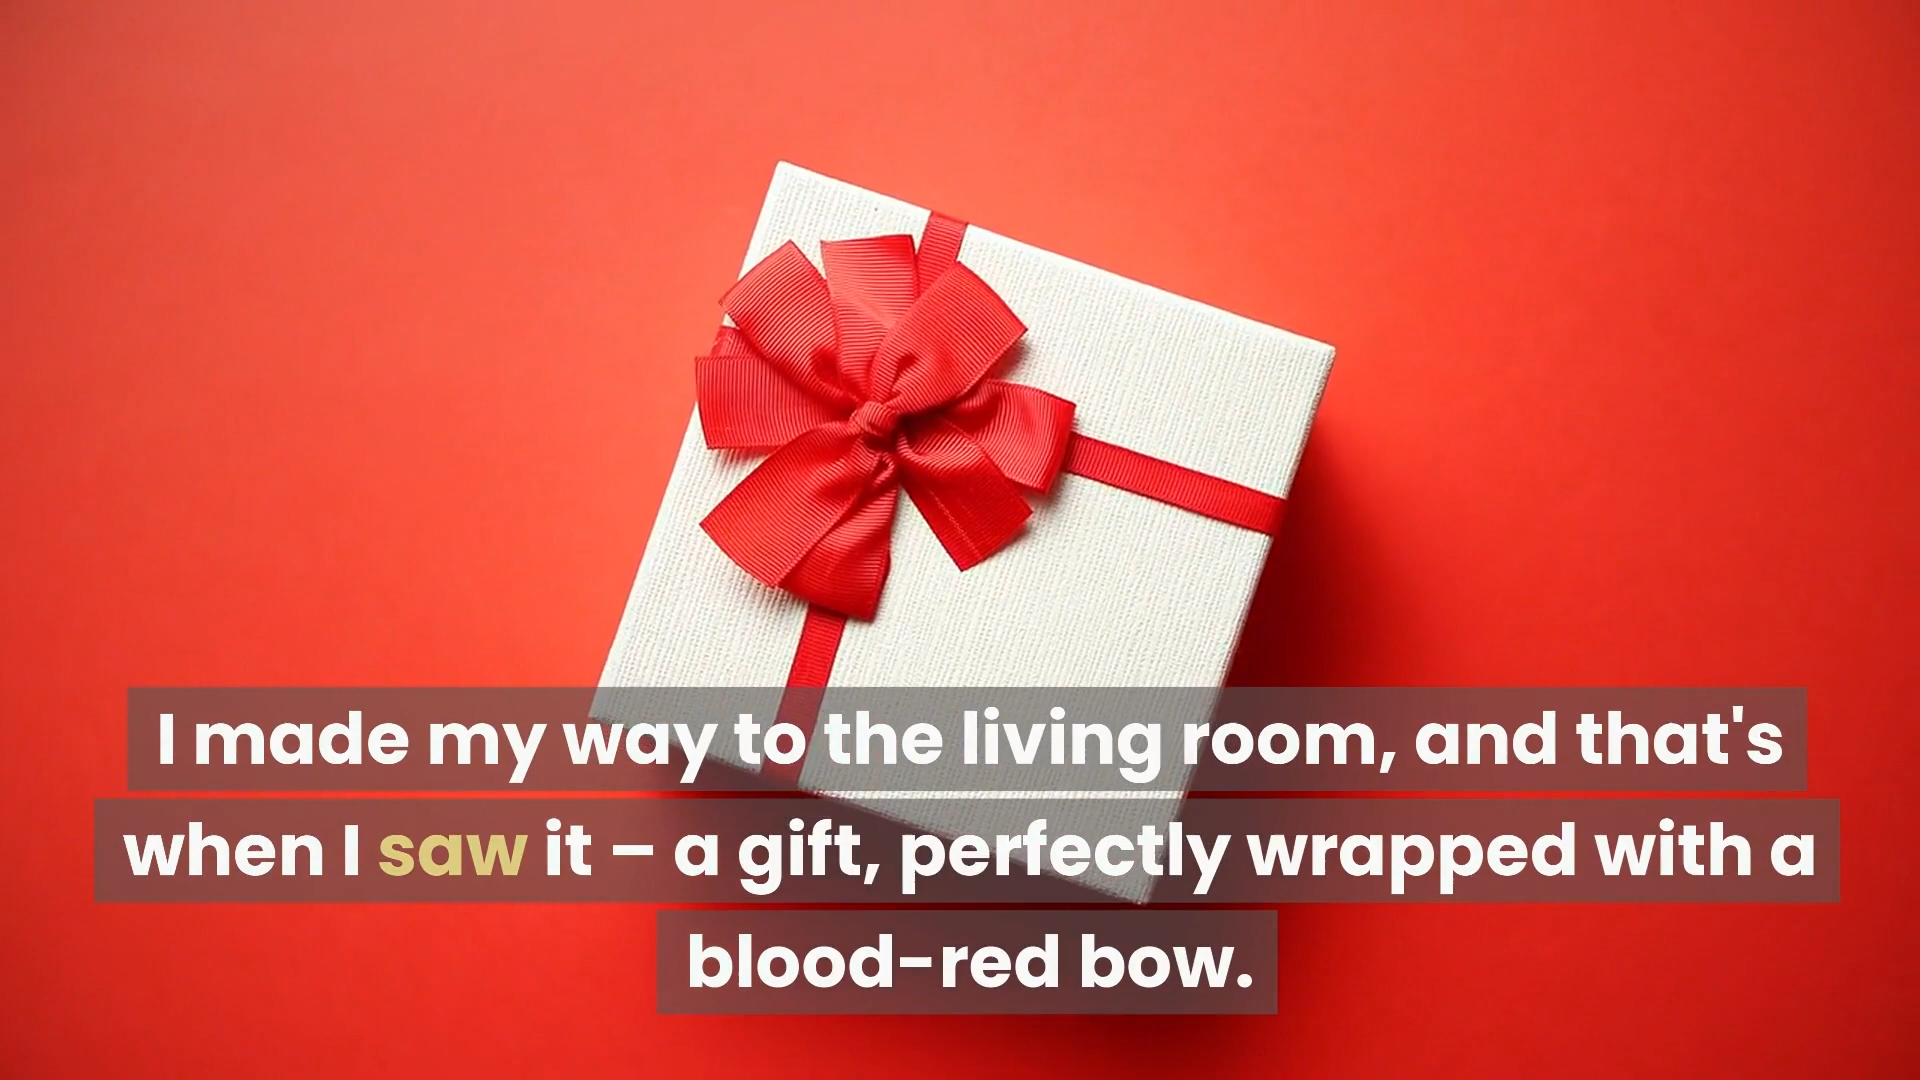 I made my way to the living room, and that's
when I saw it – a gift, perfectly wrapped with a
blood-red bow.